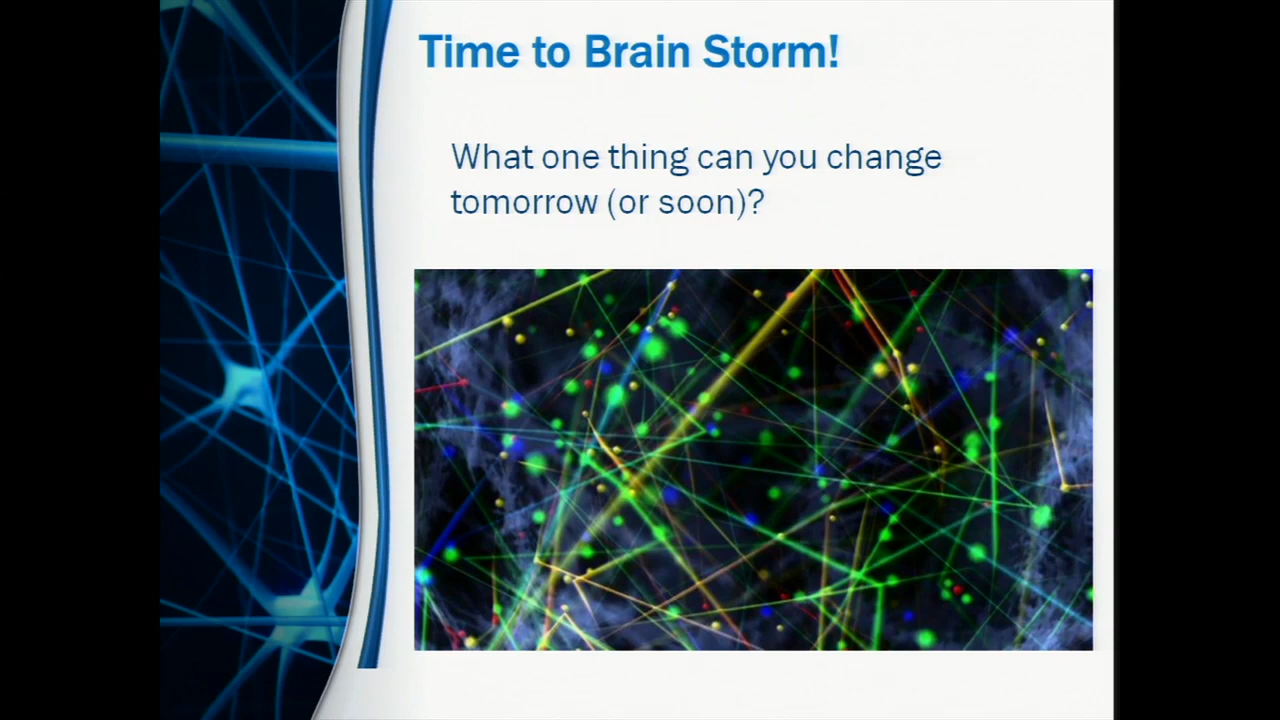 Time to Brain Storm!
What one thing can you change
tomorrow (or soon)?